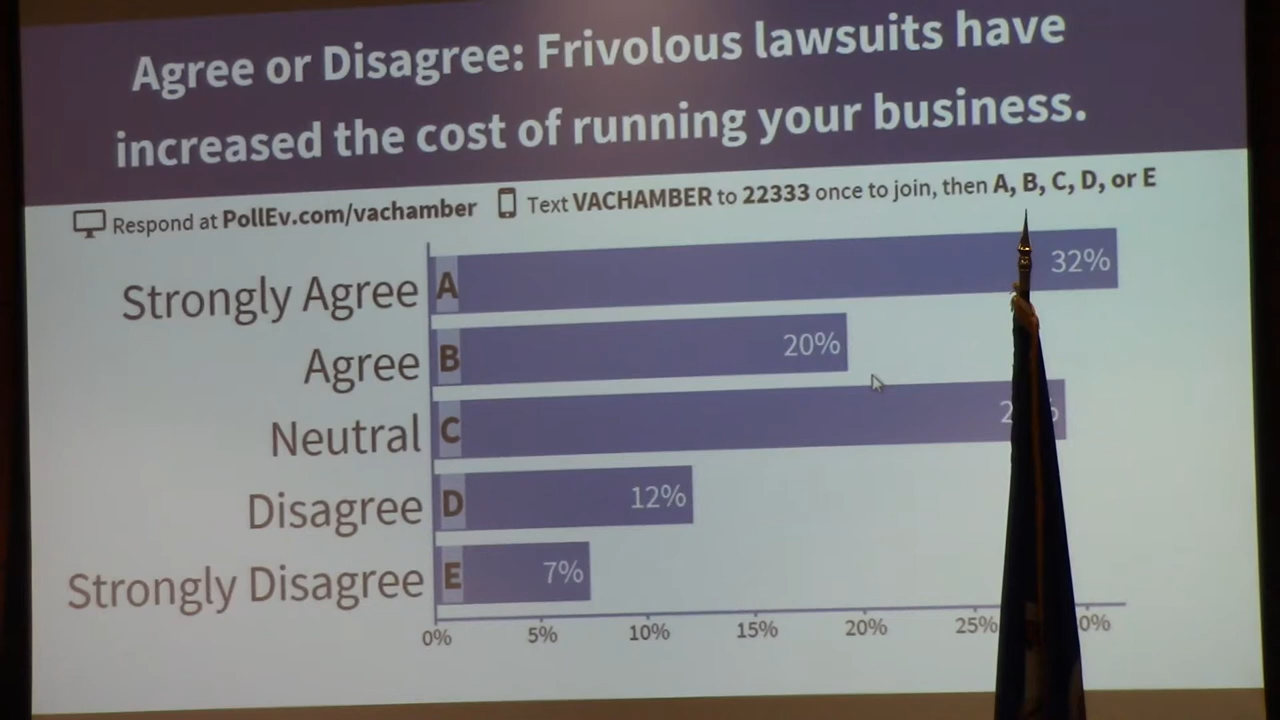 Agree or Disagree: Frivolous lawsuits have
increased the cost of running your business.
Respond at PollEv.com/vachamber Text VACHAMBER to 22333 once to join, then A, B, C, D, or E
Strongly Agree A 32%
Agree B 20%
Neutral C
Disagree D 12%
Strongly Disagree E 7%
0% 5% 10% 15% 20% 25%